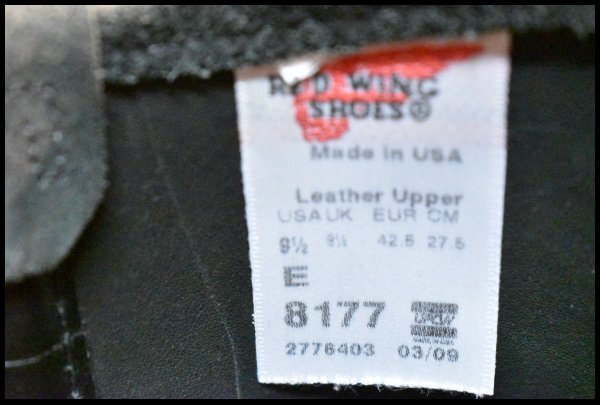 RED WING
SHOES®
Made in USA
Leather Upper
USA UK EUR CM
9½ 8½ 42.5 27.5
E
8177
UFCW
2776403 03/09